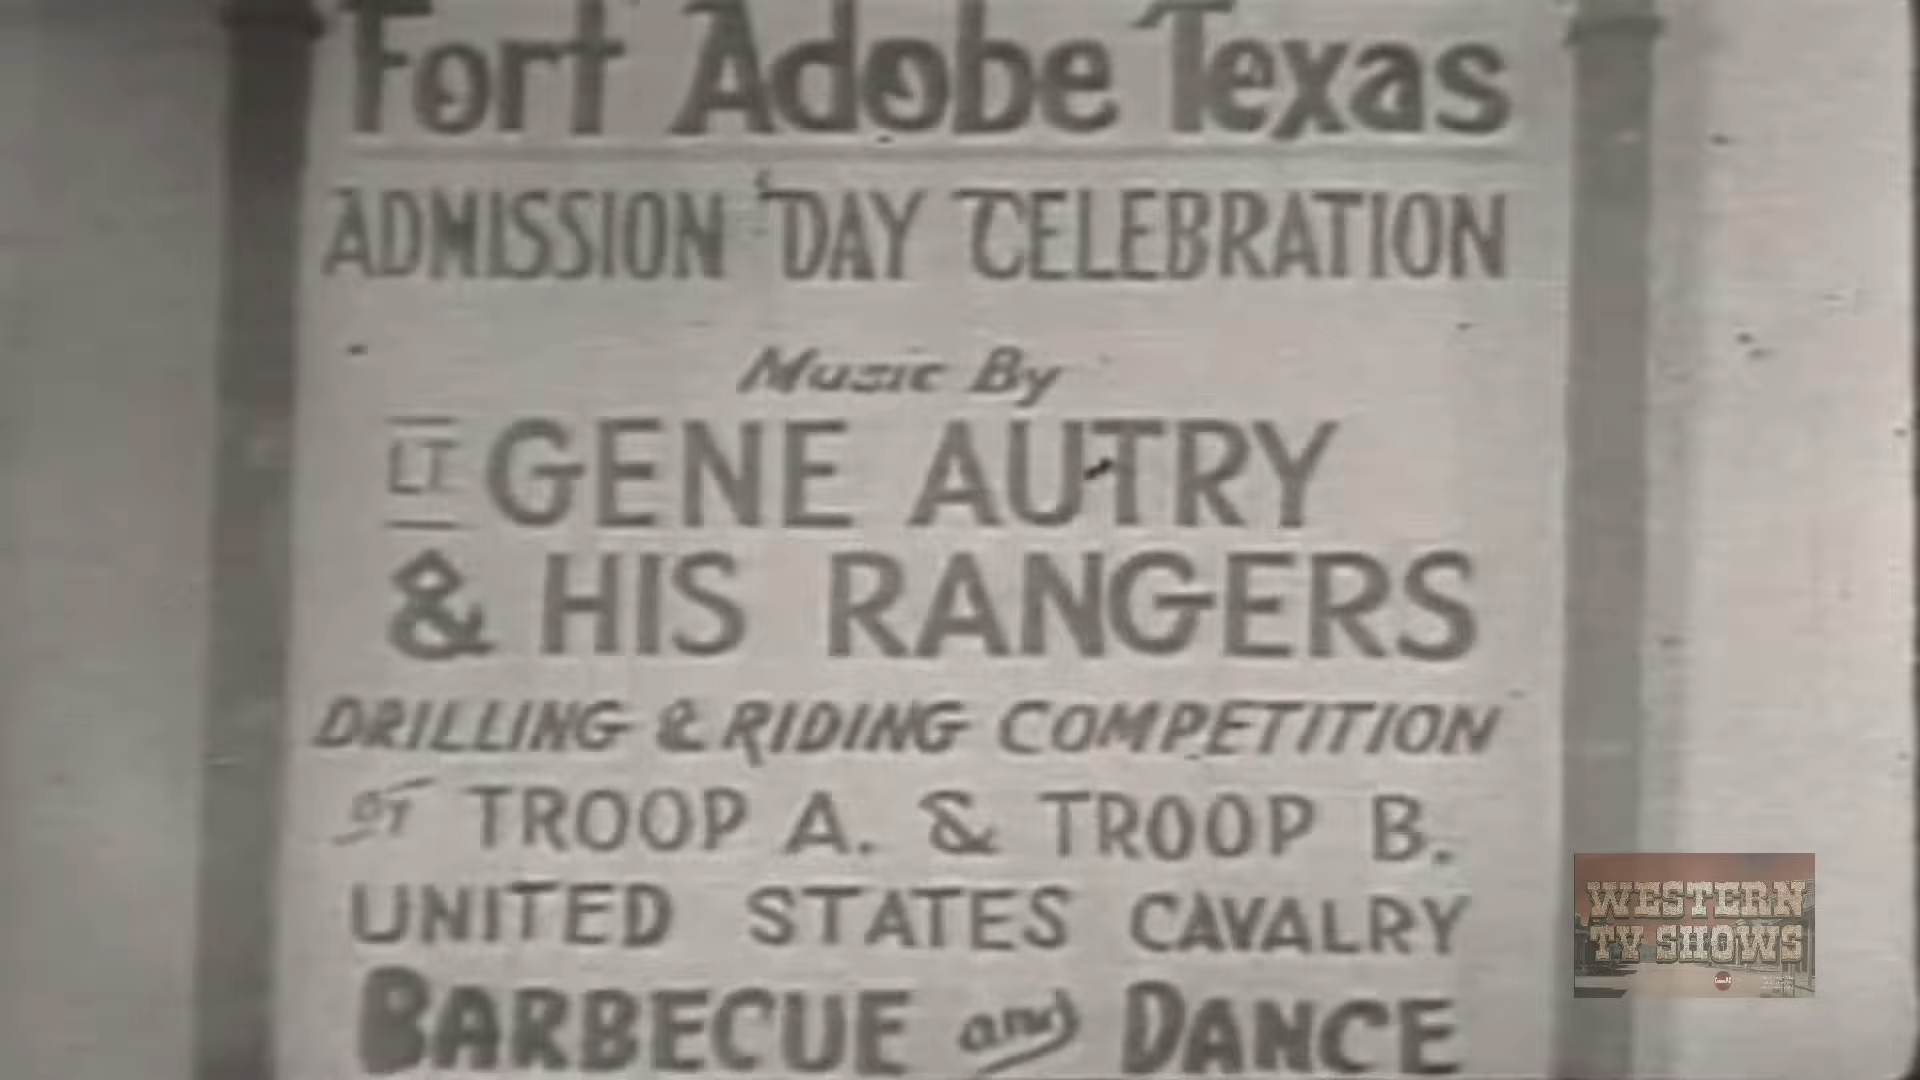 Fort Adobe Texas
ADMISSION DAY CELEBRATION
Music By
LT GENE AUTRY
& HIS RANGERS
DRILLING & RIDING COMPETITION
OF TROOP A. & TROOP B.
UNITED STATES CAVALRY
BARBECUE and DANCE
WESTERN
TV SHOWS